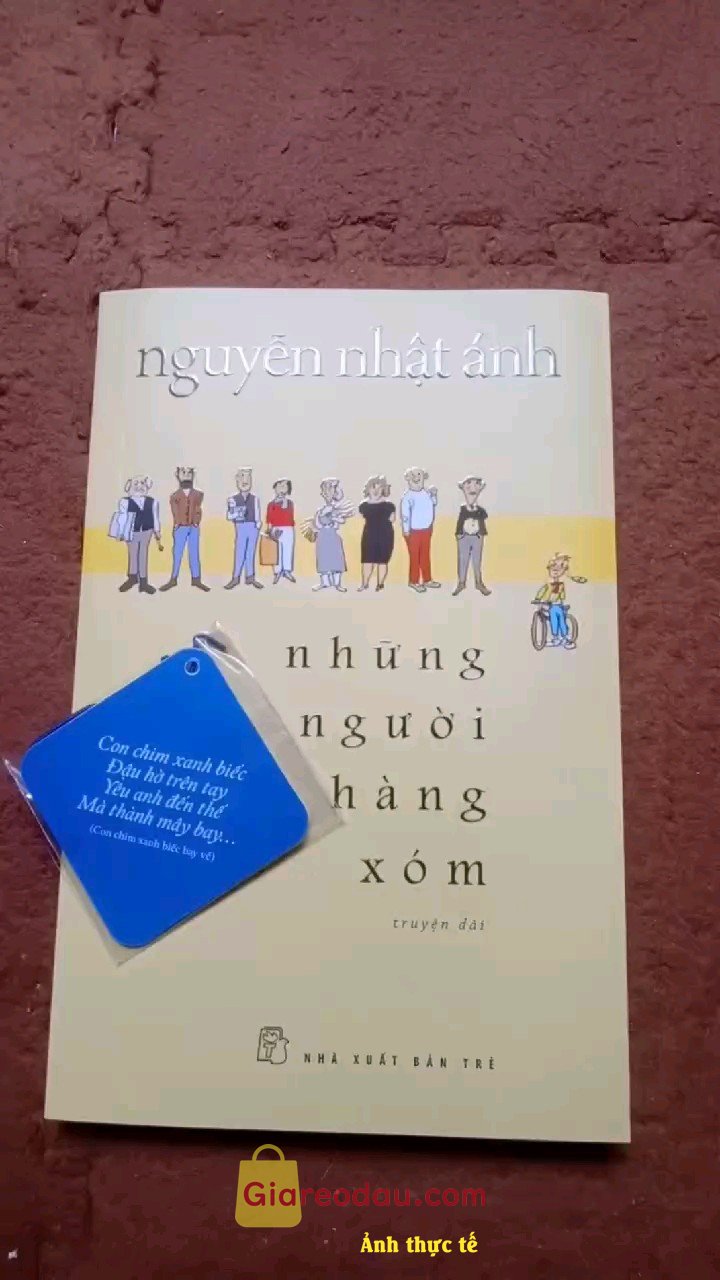 nguyễn nhật ánh
những
người
hàng
xóm
truyện dài
Con chim xanh biếc
Đậu hờ trên tay
Yêu anh đến thế
Mà thành mây bay...
(Con chim xanh biếc bay về)
NHÀ XUẤT BẢN TRẺ
Giareodau.com
Ảnh thực tế